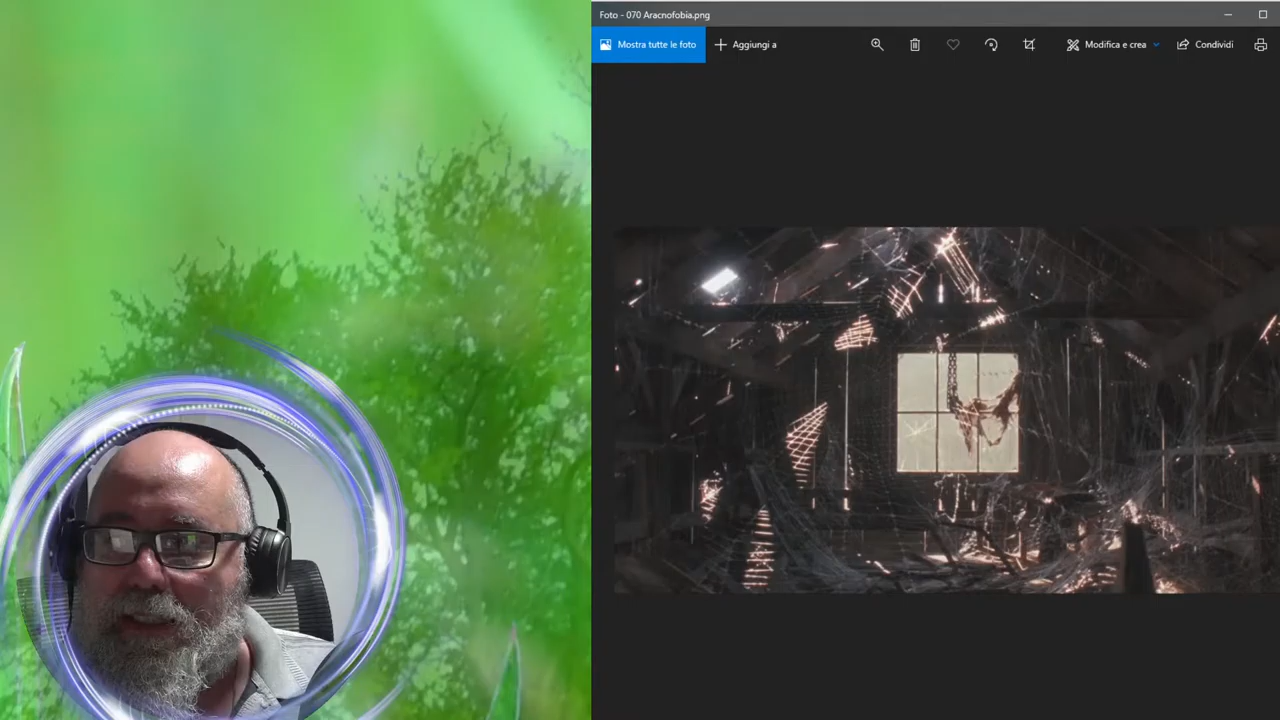 Foto - 070 Aracnofobia.png
Mostra tutte le foto
Aggiungi a
Modifica e crea
Condividi